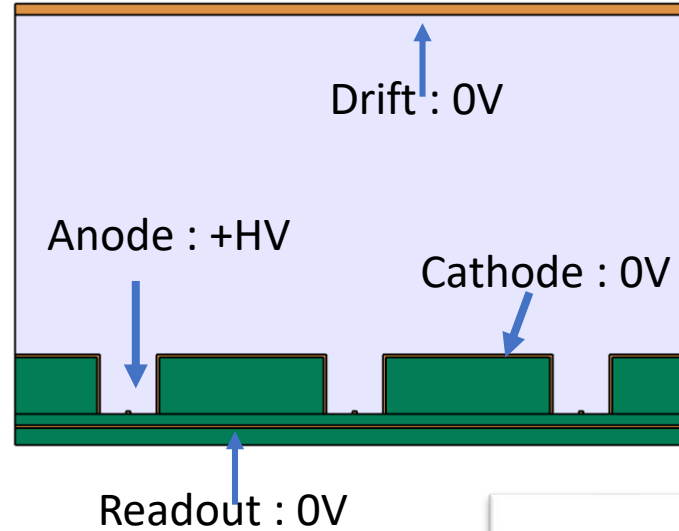 Drift : 0V
Anode : +HV
Cathode : 0V
Readout : 0V